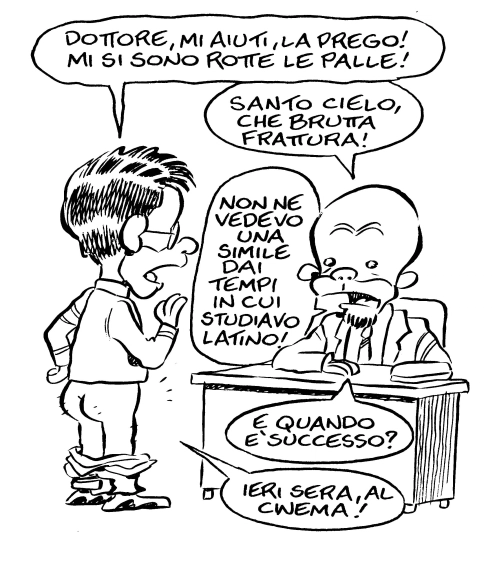 DOTTORE, MI AIUTI, LA PREGO!
MI SI SONO ROTTE LE PALLE!
SANTO CIELO,
CHE BRUTTA
FRATTURA!
NON NE
VEDEVO
UNA
SIMILE
DAI
TEMPI
IN CUI
STUDIAVO
LATINO!
E QUANDO
E' SUCCESSO?
IERI SERA, AL
CINEMA!